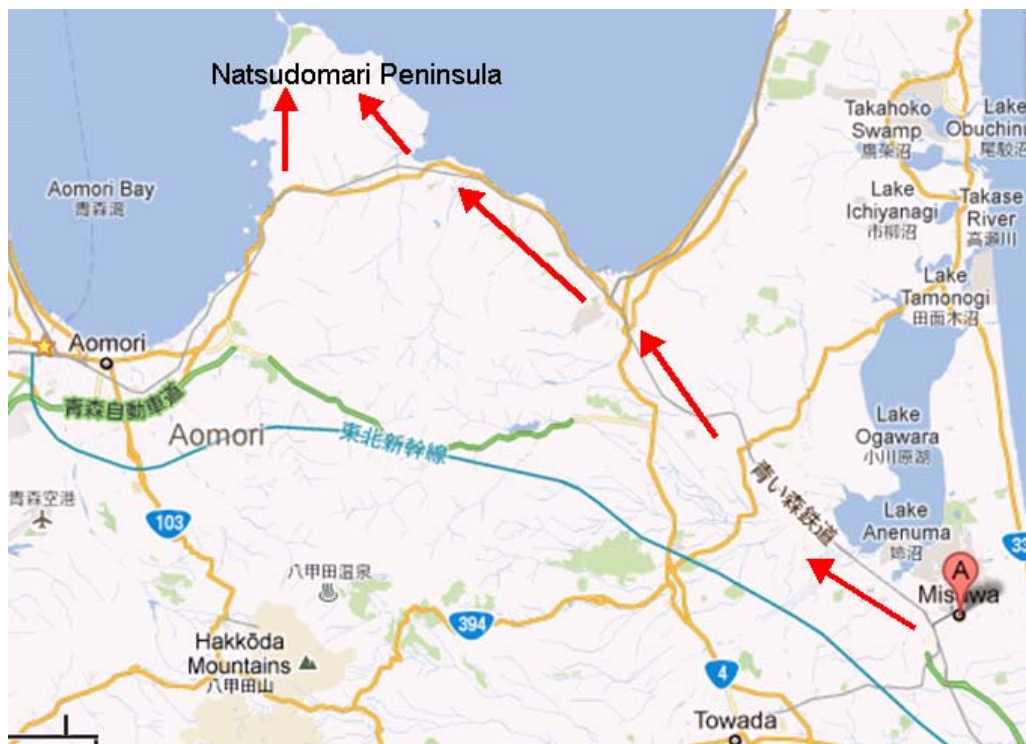 Natsudomari Peninsula
Takahoko
Swamp
鷹架沼
Lake
Obuchinu
尾駮沼
Aomori Bay
青森湾
Lake
Ichiyanagi
市柳沼
Takase
River
高瀬川
Lake
Tamonogi
田面木沼
Aomori
青森自動車道
Aomori
東北新幹線
Lake
Ogawara
小川原湖
青い森鉄道
青森空港
103
Lake
Anenuma
姉沼
33
A
Misawa
八甲田温泉
394
Hakkōda
Mountains
八甲田山
4
Towada